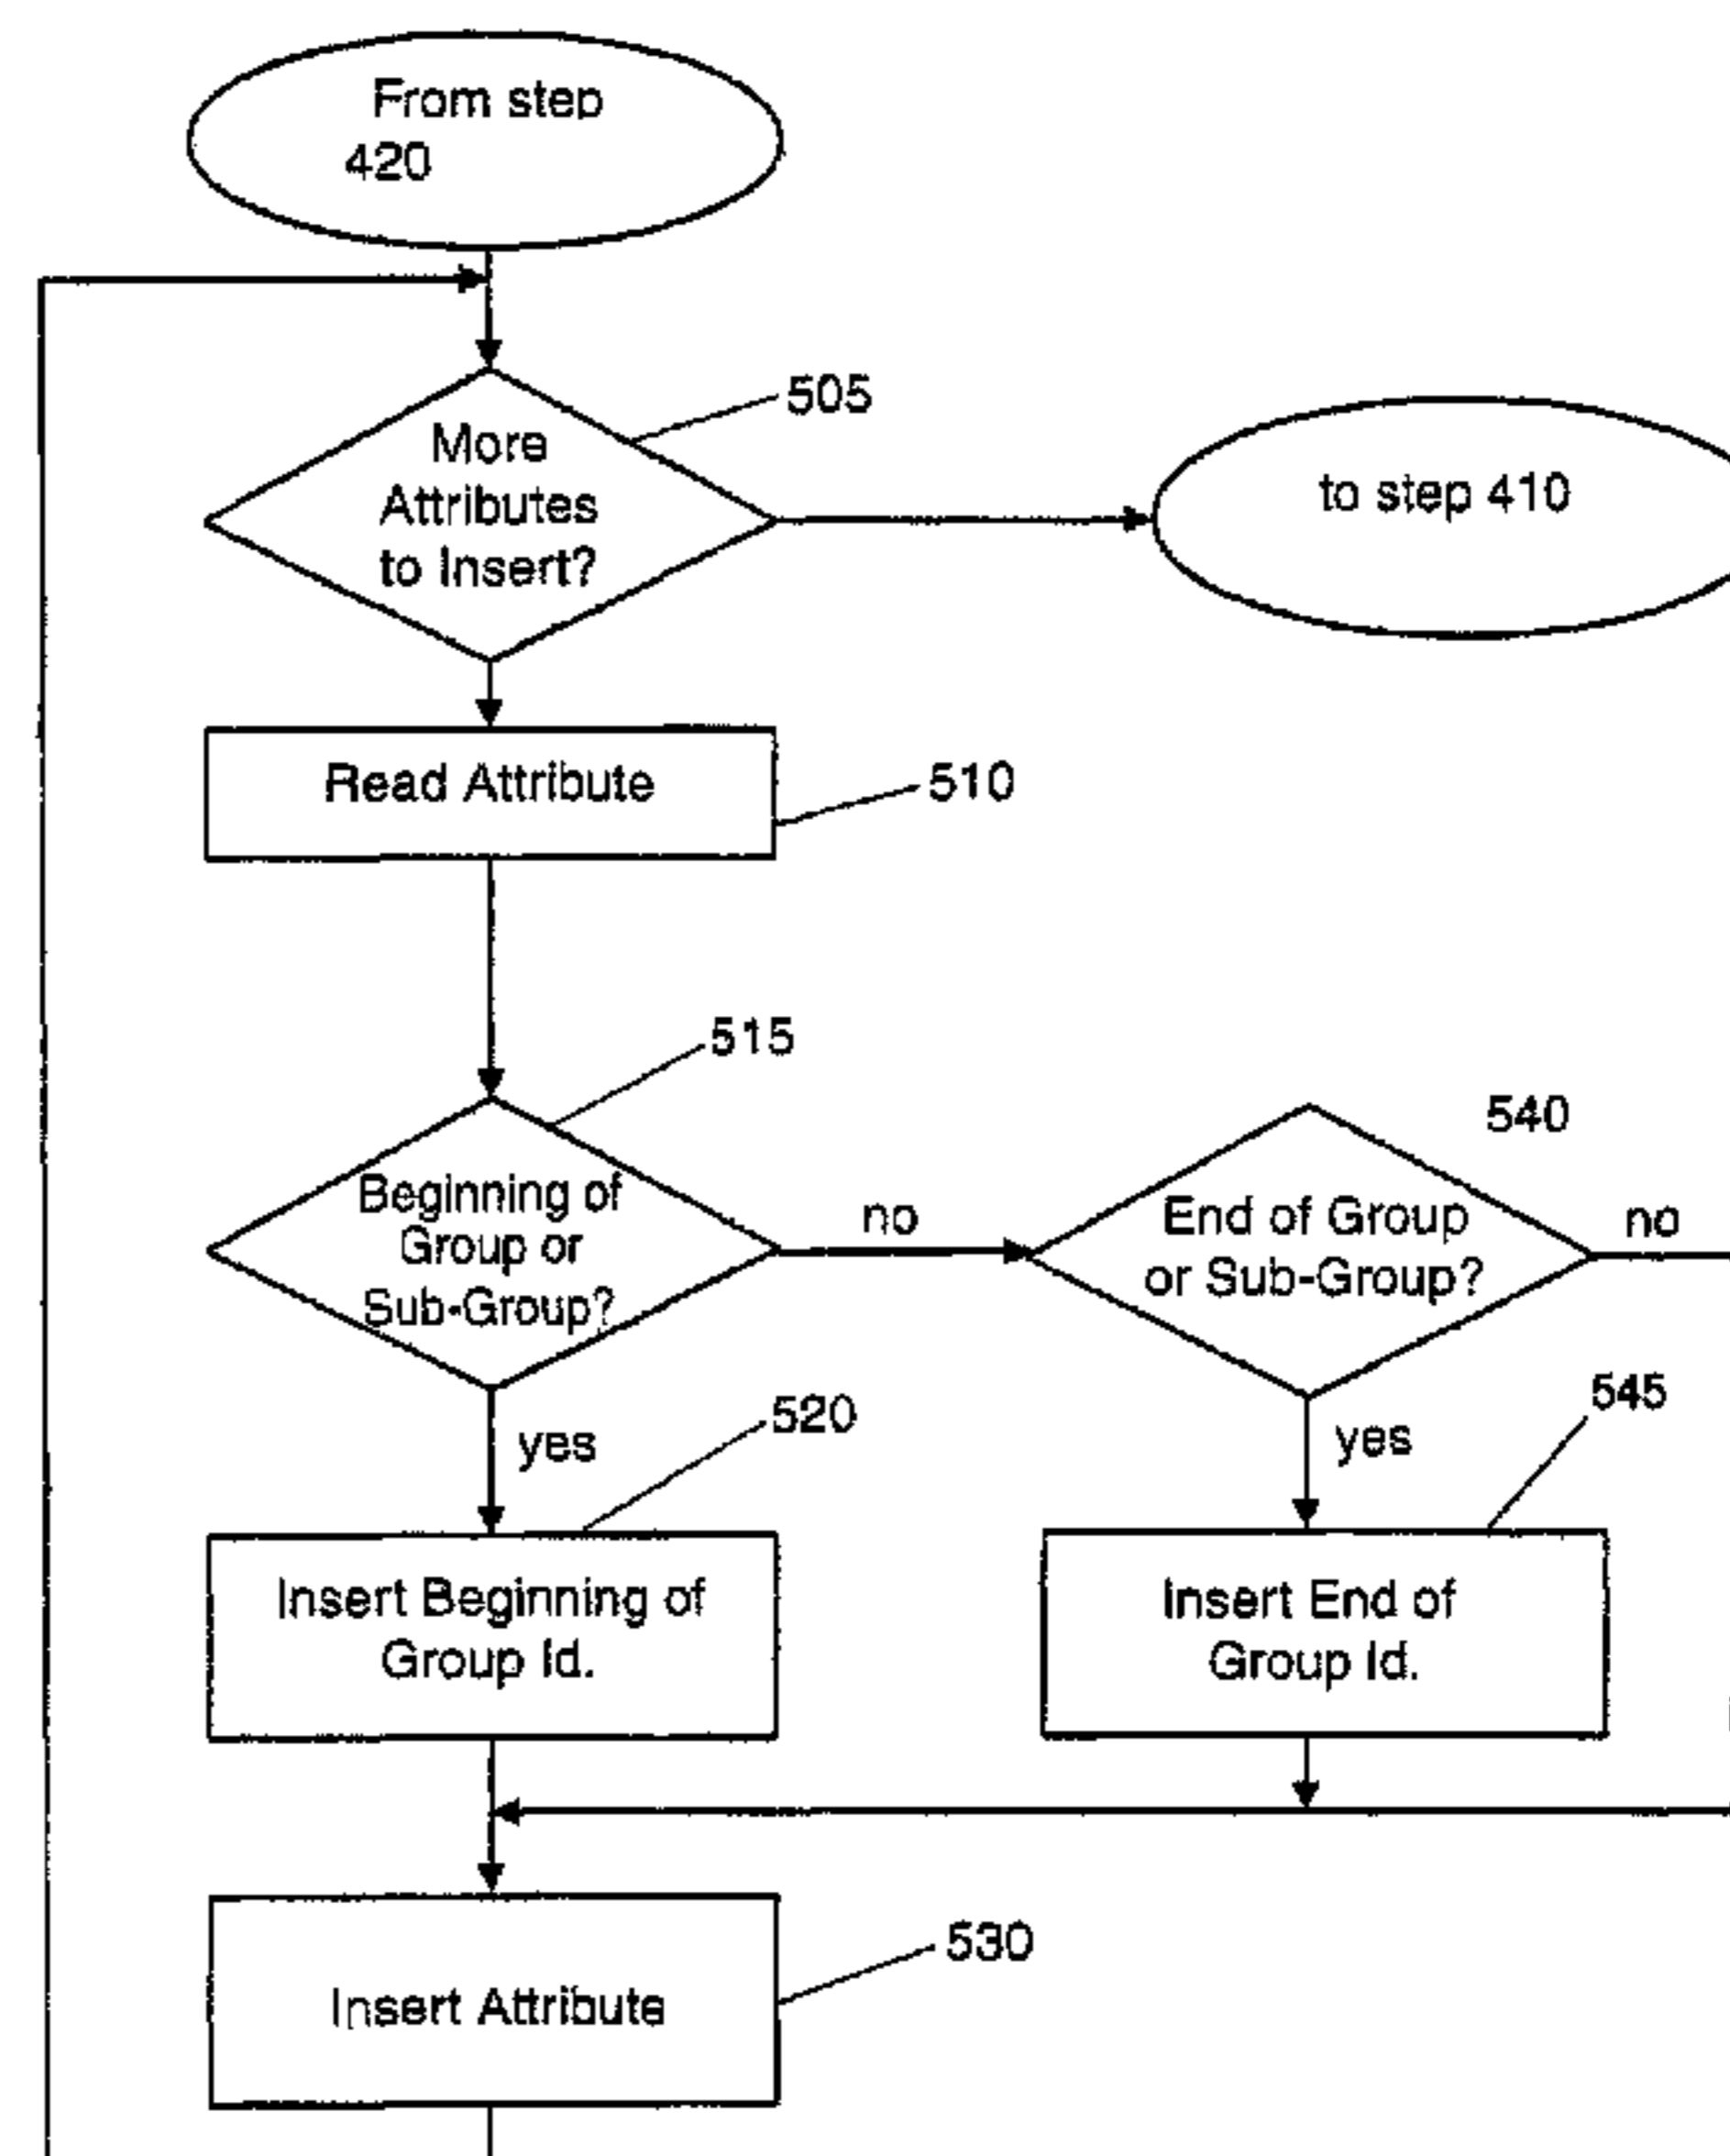 From step
420
505
More
Attributes
to Insert?
to step 410
Read Attribute
510
515
Beginning of
Group or
Sub-Group?
no
540
End of Group
or Sub-Group?
no
yes
520
yes
545
Insert Beginning of
Group Id.
Insert End of
Group Id.
530
Insert Attribute